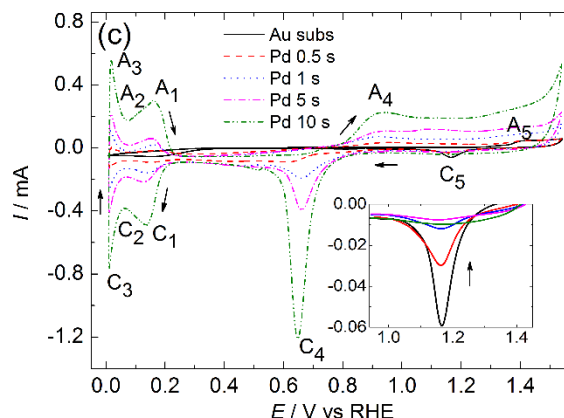 (c)
Au subs
Pd 0.5 s
Pd 1 s
Pd 5 s
Pd 10 s
A3
A2
A1
A4
A5
C5
C2
C1
C3
C4
0.8
0.4
0.0
-0.4
-0.8
-1.2
I / mA
0.00
-0.02
-0.04
-0.06
1.0 1.2 1.4
0.0 0.2 0.4 0.6 0.8 1.0 1.2 1.4
E / V vs RHE